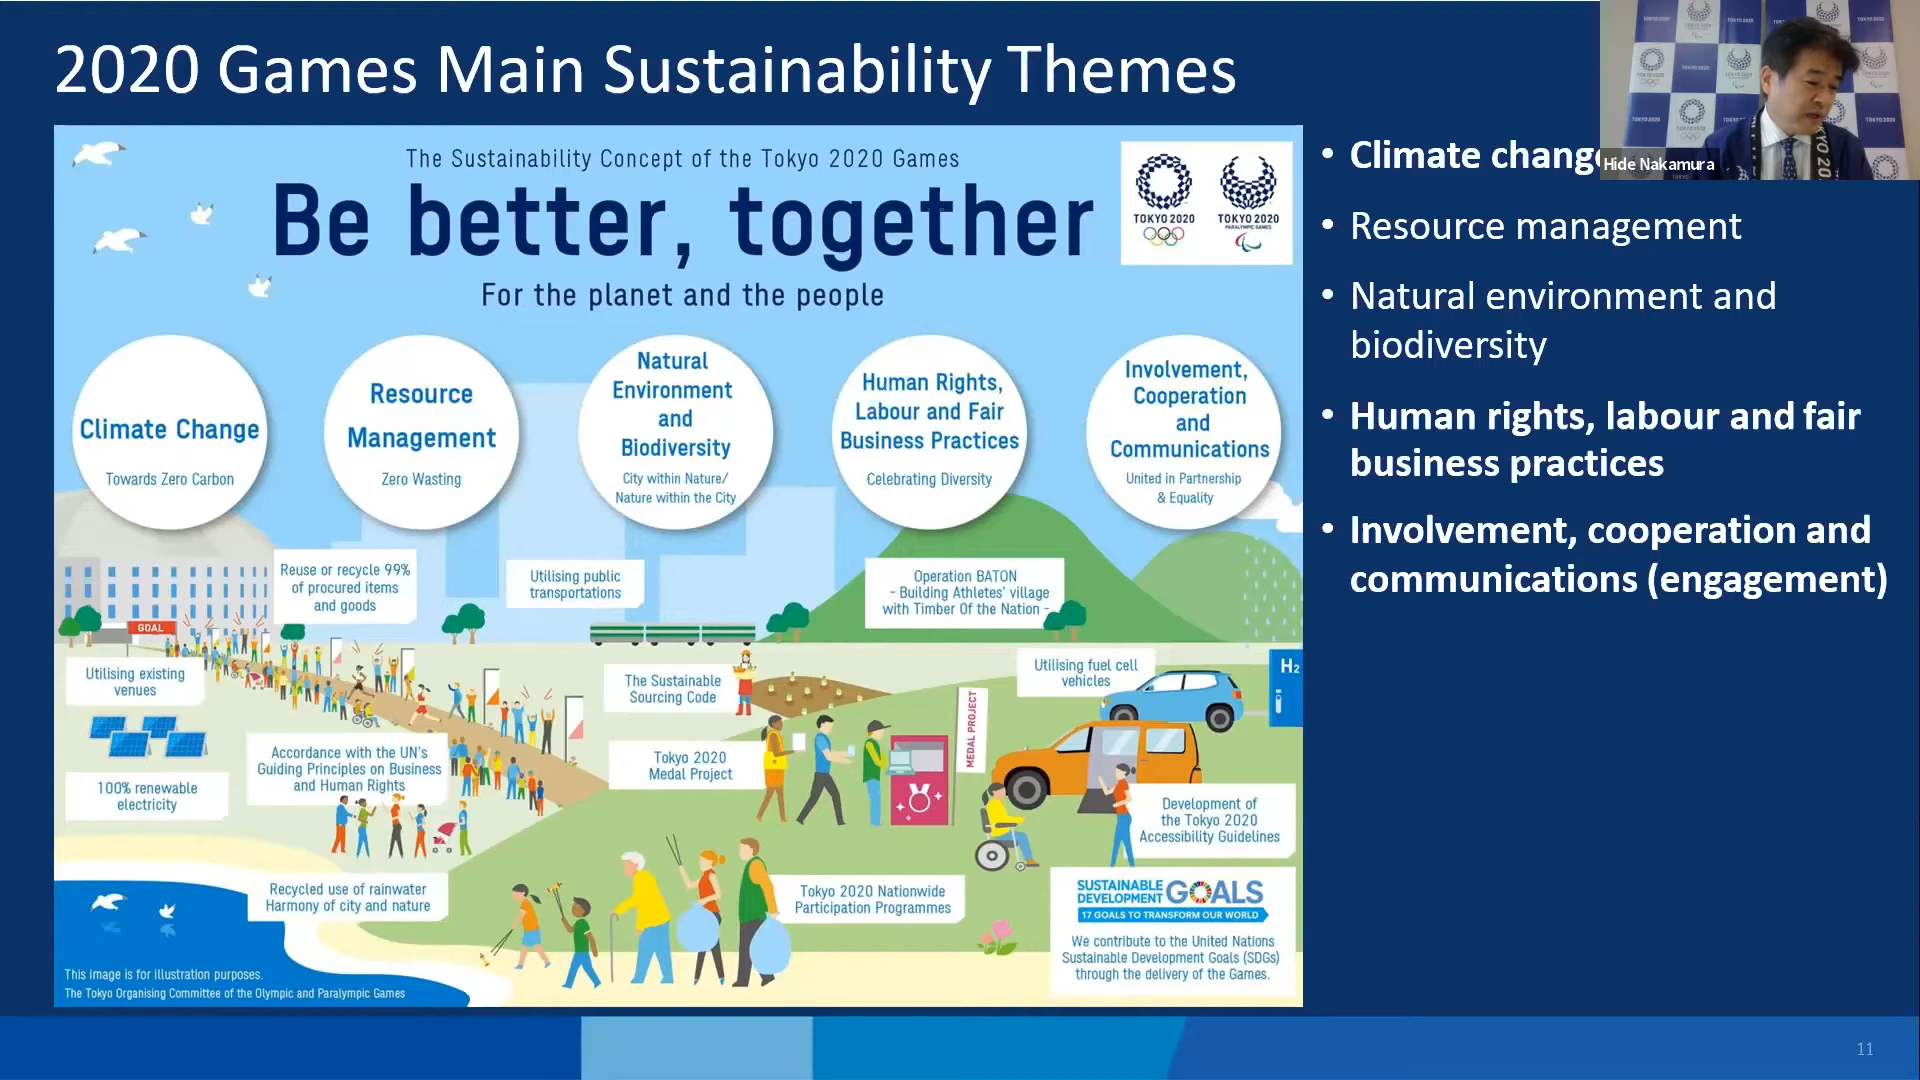 2020 Games Main Sustainability Themes
The Sustainability Concept of the Tokyo 2020 Games
Be better, together
For the planet and the people
TOKYO 2020
TOKYO 2020
PARALYMPIC GAMES
Climate Change
Towards Zero Carbon
Resource
Management
Zero Wasting
Natural
Environment
and
Biodiversity
City within Nature/
Nature within the City
Human Rights,
Labour and Fair
Business Practices
Celebrating Diversity
Involvement,
Cooperation
and
Communications
United in Partnership
& Equality
Reuse or recycle 99%
of procured items
and goods
Utilising public
transportations
Operation BATON
- Building Athletes' village
with Timber Of the Nation -
GOAL
Utilising existing
venues
The Sustainable
Sourcing Code
Utilising fuel cell
vehicles
H2
MEDAL PROJECT
Accordance with the UN's
Guiding Principles on Business
and Human Rights
Tokyo 2020
Medal Project
100% renewable
electricity
Development of
the Tokyo 2020
Accessibility Guidelines
Recycled use of rainwater
Harmony of city and nature
Tokyo 2020 Nationwide
Participation Programmes
SUSTAINABLE
DEVELOPMENT
GOALS
17 GOALS TO TRANSFORM OUR WORLD
We contribute to the United Nations
Sustainable Development Goals (SDGs)
through the delivery of the Games.
This image is for illustration purposes.
The Tokyo Organising Committee of the Olympic and Paralympic Games
• Climate change
• Resource management
• Natural environment and
biodiversity
• Human rights, labour and fair
business practices
• Involvement, cooperation and
communications (engagement)
Hide Nakamura
TOKYO 2020
11